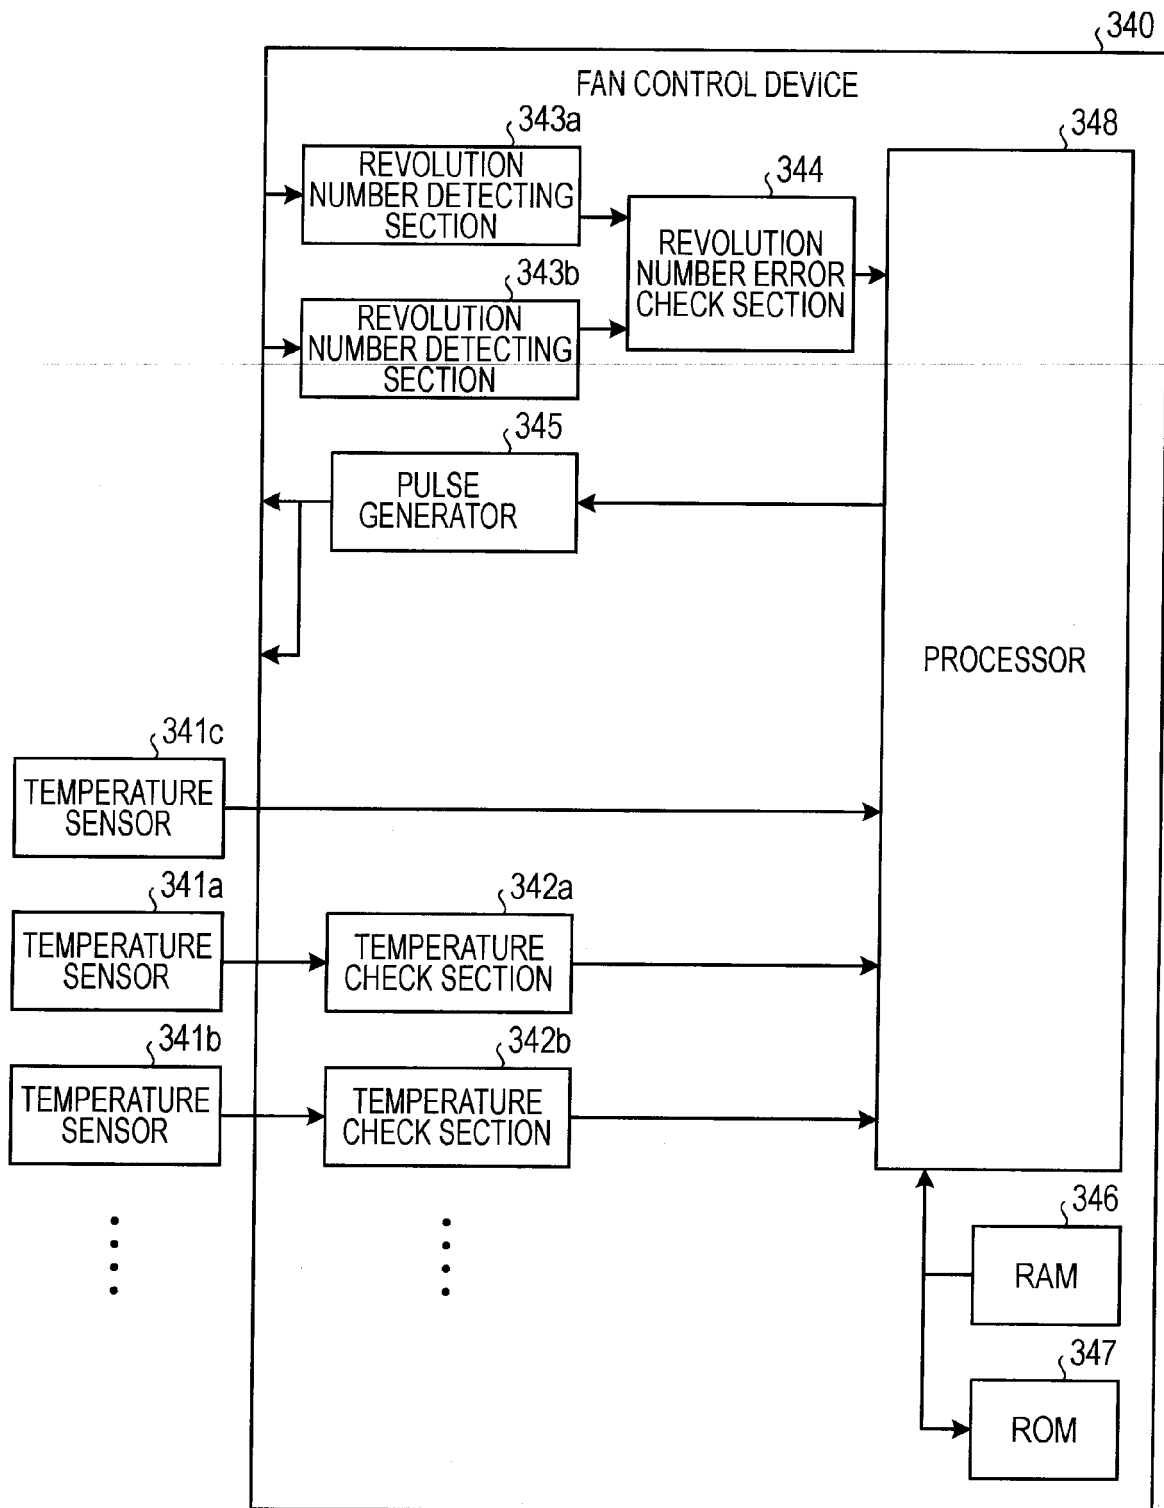 340
FAN CONTROL DEVICE
343a
REVOLUTION
NUMBER DETECTING
SECTION
348
344
REVOLUTION
NUMBER ERROR
CHECK SECTION
343b
REVOLUTION
NUMBER DETECTING
SECTION
345
PULSE
GENERATOR
PROCESSOR
341c
TEMPERATURE
SENSOR
341a
TEMPERATURE
SENSOR
342a
TEMPERATURE
CHECK SECTION
341b
TEMPERATURE
SENSOR
342b
TEMPERATURE
CHECK SECTION
346
RAM
347
ROM